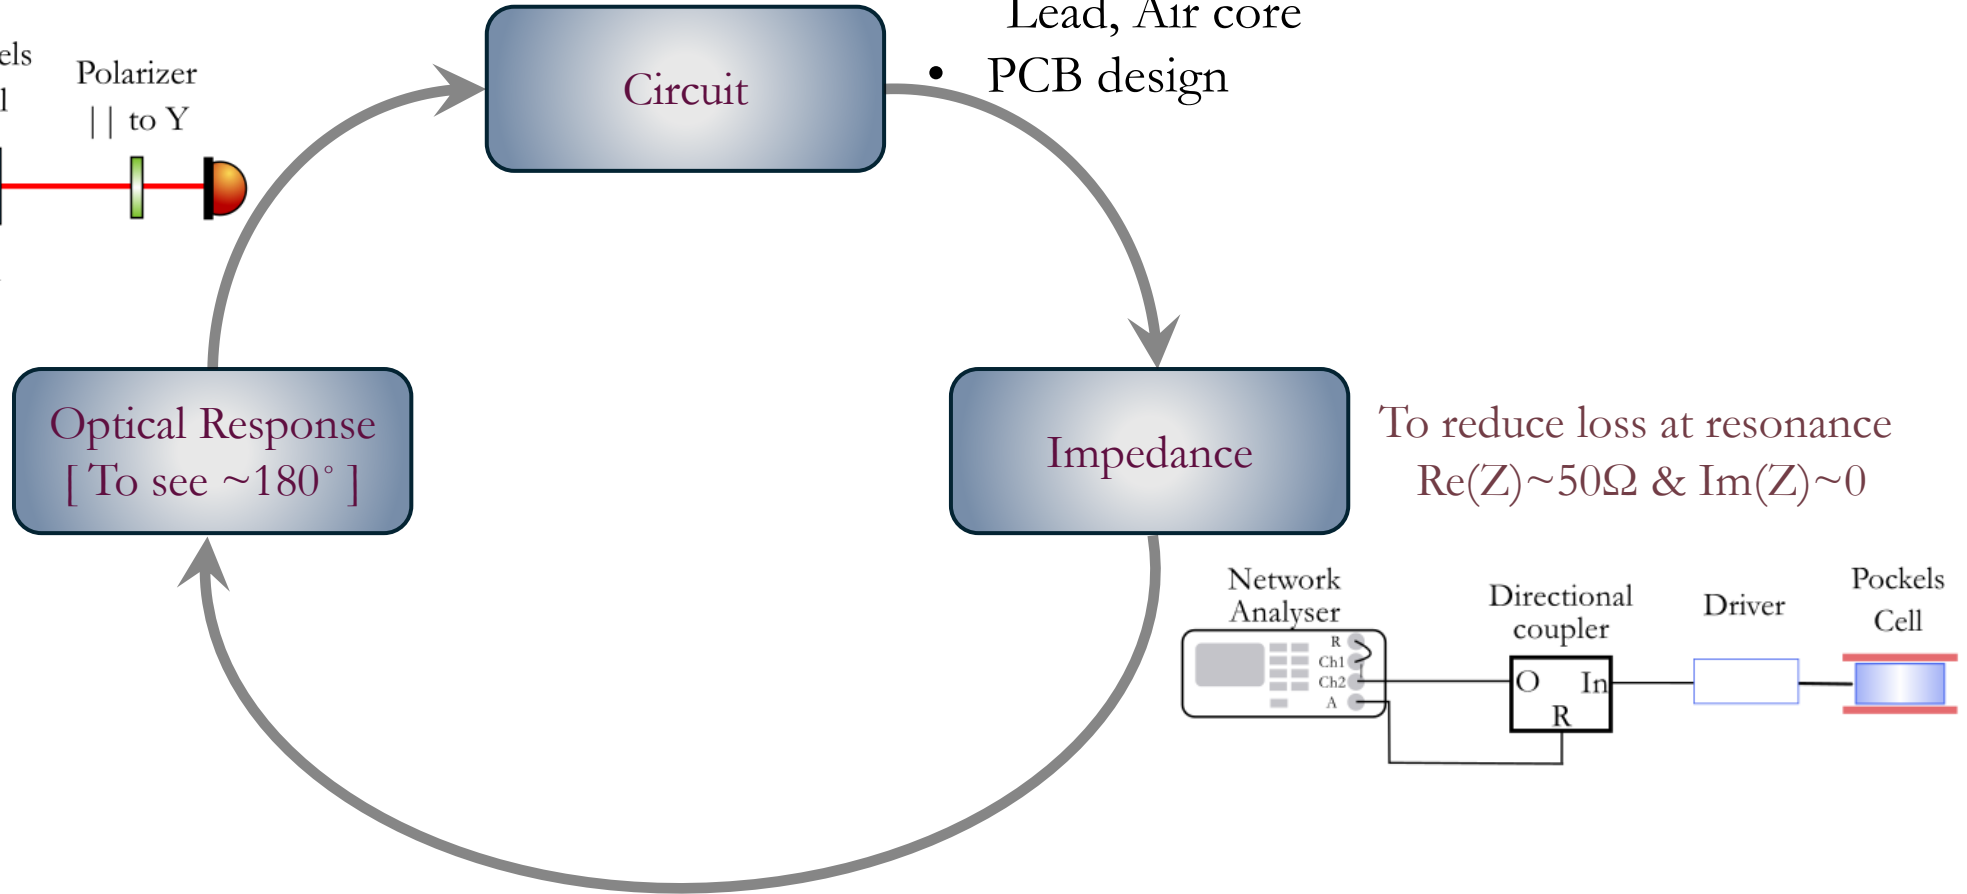 Lead, Air core
• PCB design
els
l
Polarizer
|| to Y
Circuit
Optical Response
[ To see ~180° ]
Impedance
To reduce loss at resonance
Re(Z)~50Ω & Im(Z)~0
Network
Analyser
R
Ch1
Ch2
A
Directional
coupler
O In
R
Driver
Pockels
Cell